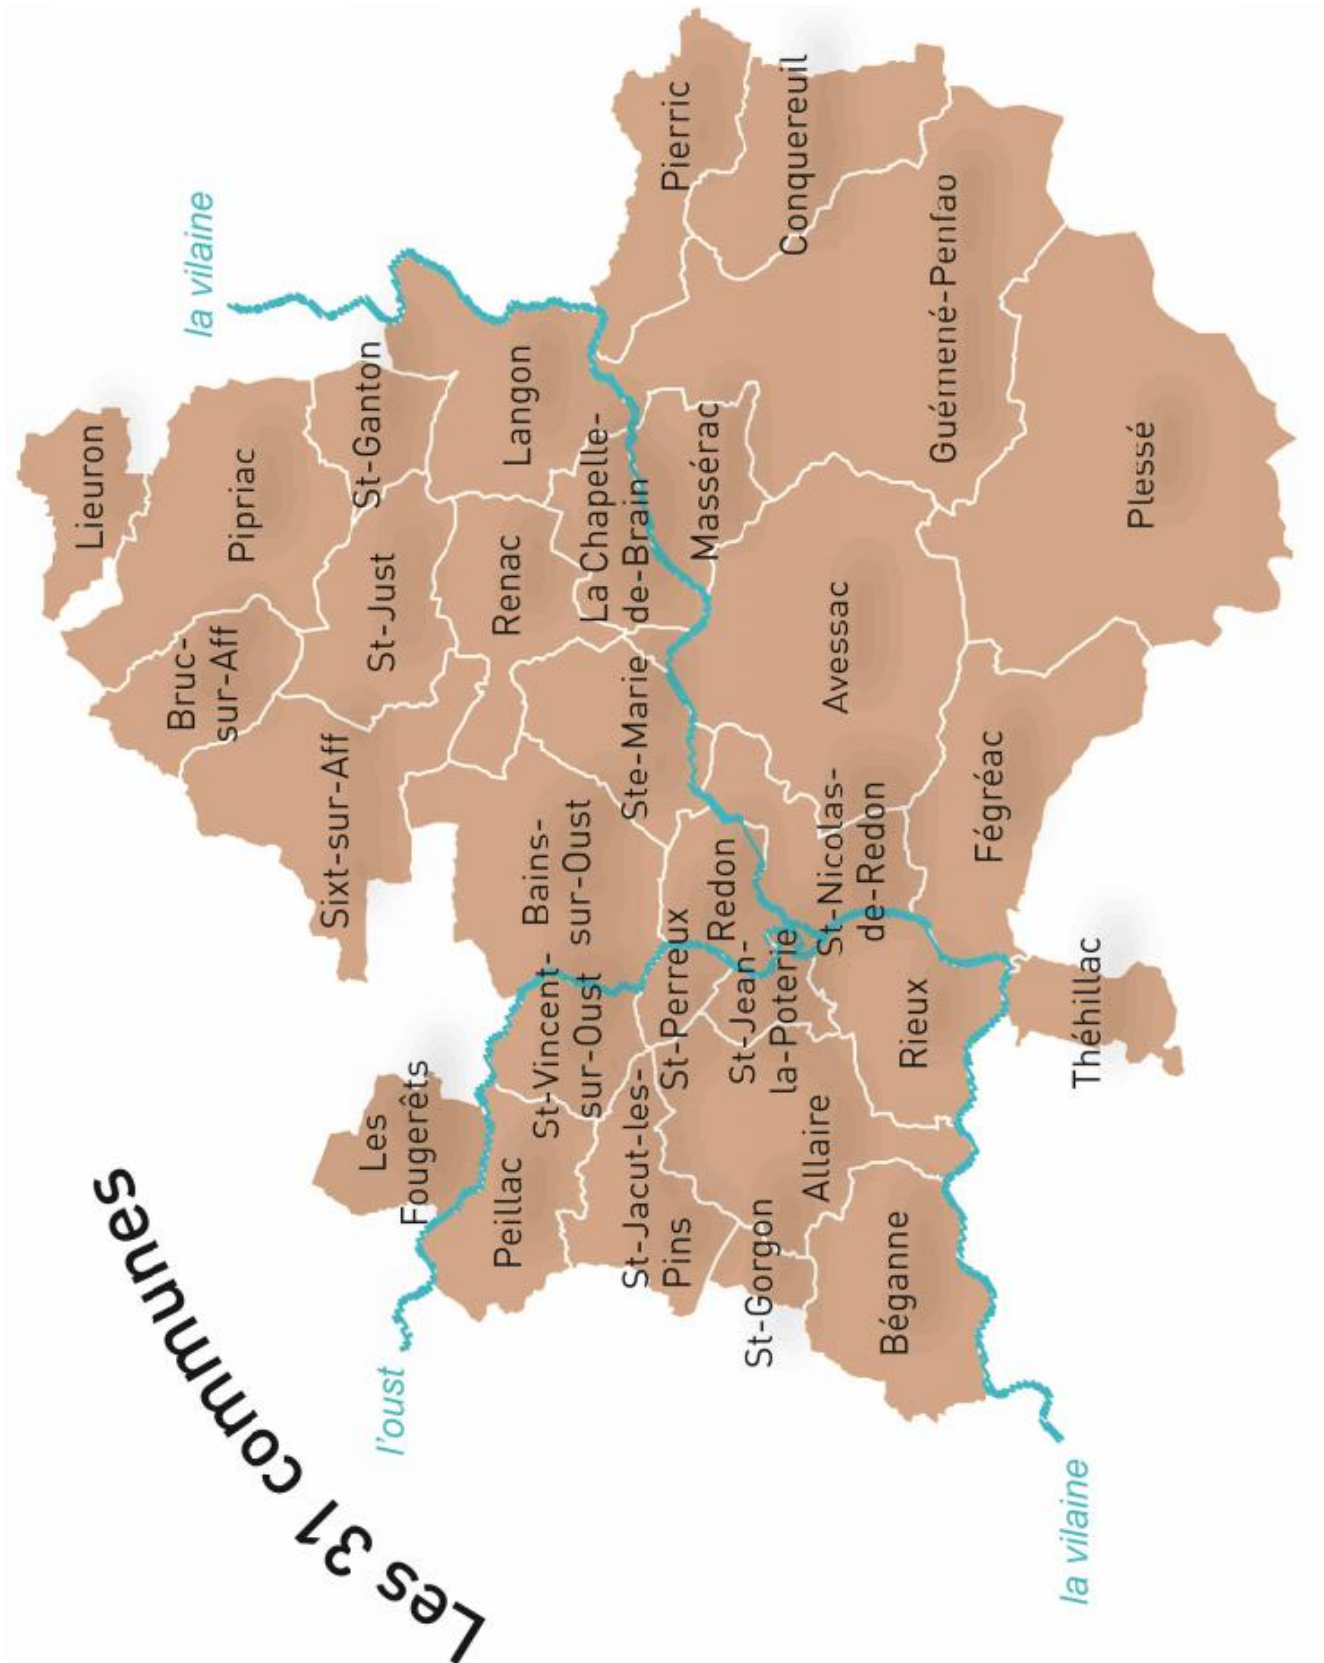 Les 31 communes
la vilaine
l'oust
la vilaine
Lieuron
Pipriac
Bruc-
sur-Aff
Sixt-sur-Aff
St-Ganton
St-Just
Langon
Renac
La Chapelle-
de-Brain
Ste-Marie
Bains-
sur-Oust
Les
Fougerêts
Peillac
St-Vincent-
sur-Oust
St-Jacut-les-
Pins
St-Perreux
Redon
St-Jean-
la-Poterie
Allaire
St-Gorgon
Béganne
Rieux
Théhillac
St-Nicolas-
de-Redon
Fégréac
Avessac
Massérac
Pierric
Conquereuil
Guémené-Penfao
Plessé